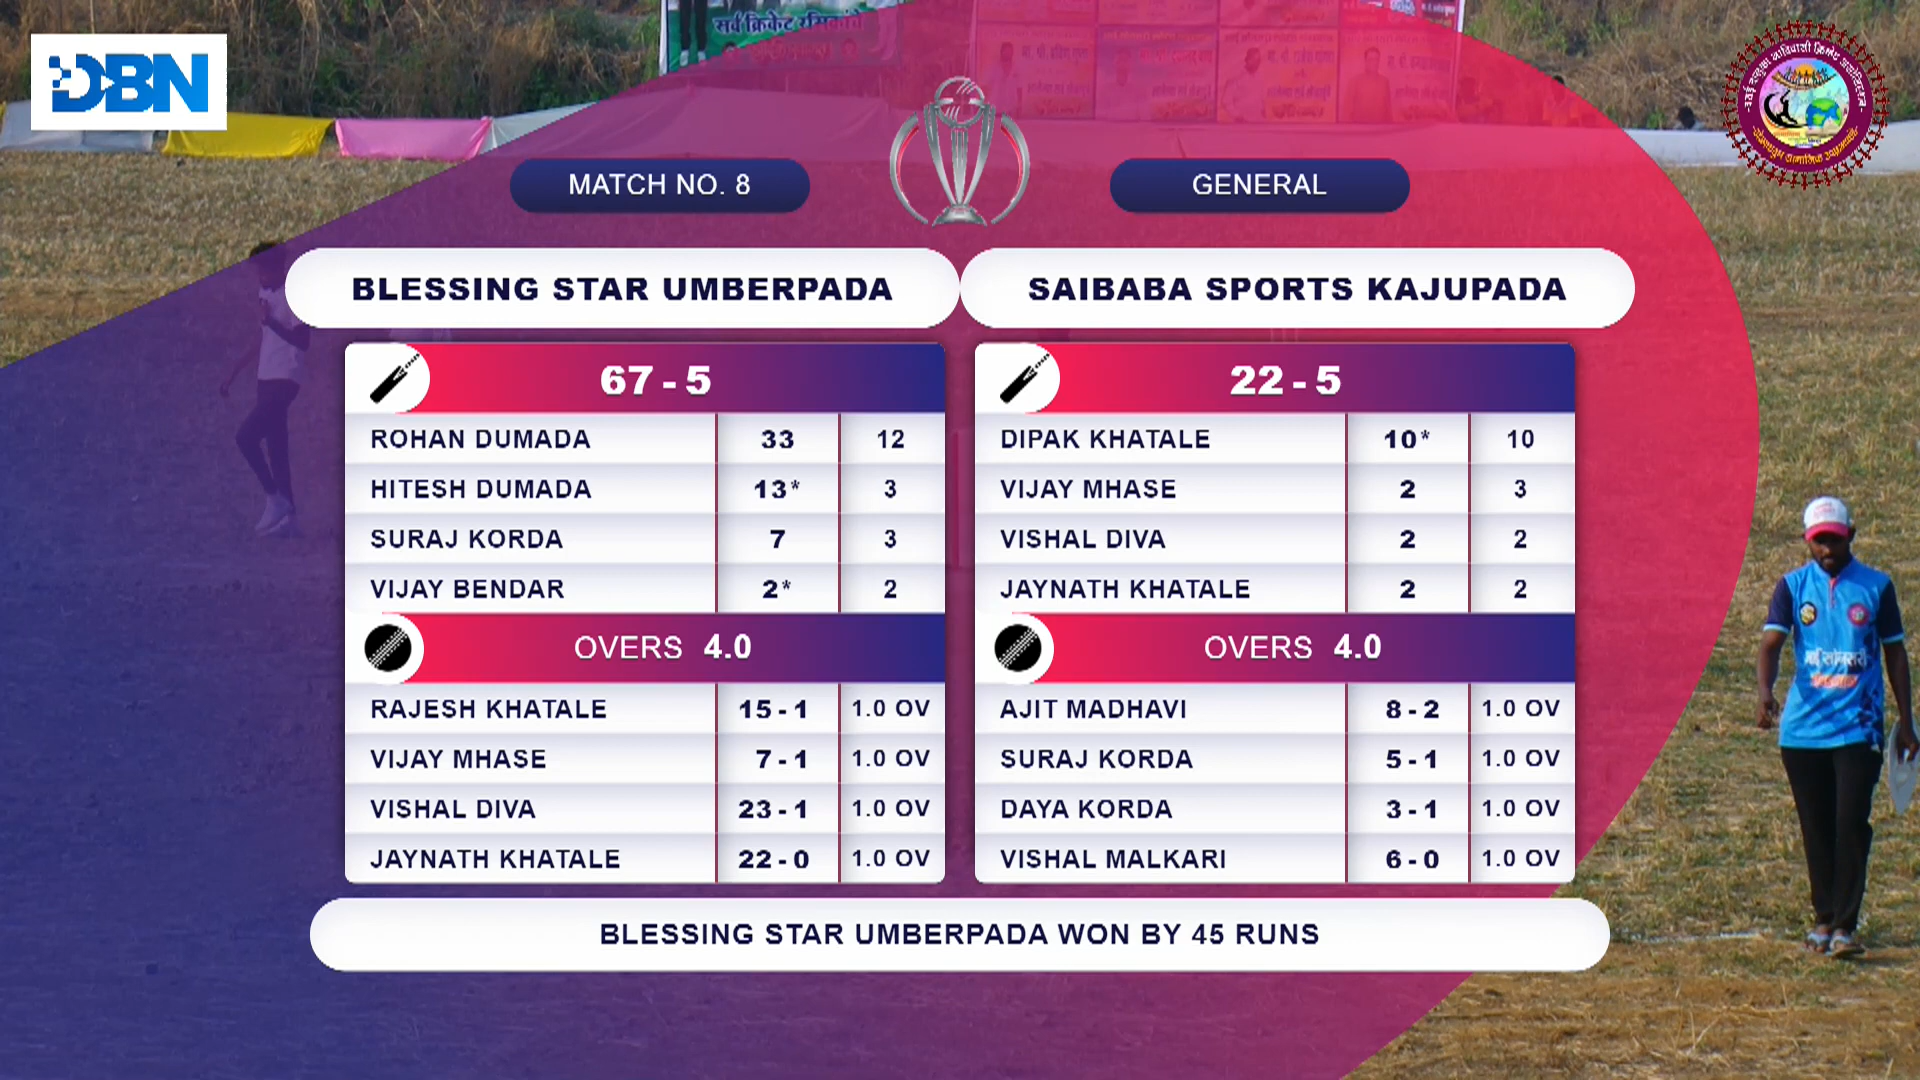 सर्व क्रिकेट रसिकांचे
DBN
MATCH NO. 8
GENERAL
BLESSING STAR UMBERPADA
SAIBABA SPORTS KAJUPADA
67 - 5
ROHAN DUMADA 33 12
HITESH DUMADA 13* 3
SURAJ KORDA 7 3
VIJAY BENDAR 2* 2
OVERS 4.0
RAJESH KHATALE 15 - 1 1.0 OV
VIJAY MHASE 7 - 1 1.0 OV
VISHAL DIVA 23 - 1 1.0 OV
JAYNATH KHATALE 22 - 0 1.0 OV
22 - 5
DIPAK KHATALE 10* 10
VIJAY MHASE 2 3
VISHAL DIVA 2 2
JAYNATH KHATALE 2 2
OVERS 4.0
AJIT MADHAVI 8 - 2 1.0 OV
SURAJ KORDA 5 - 1 1.0 OV
DAYA KORDA 3 - 1 1.0 OV
VISHAL MALKARI 6 - 0 1.0 OV
BLESSING STAR UMBERPADA WON BY 45 RUNS